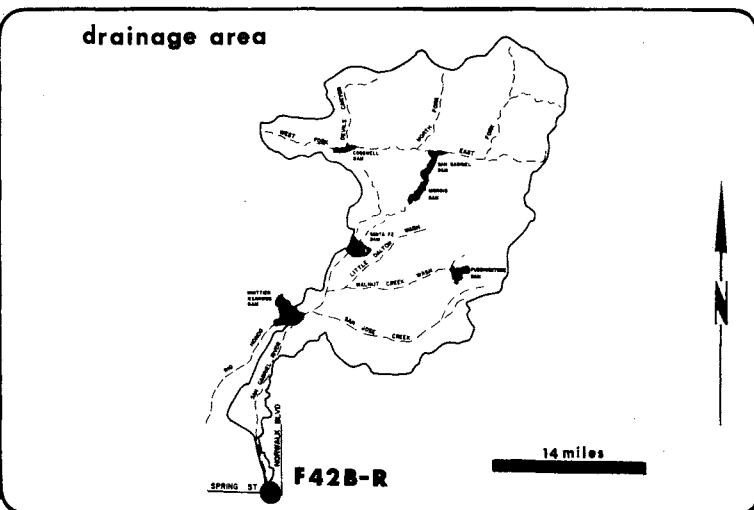 drainage area
DEVILS CANYON
NORTH FORK
FORK
WEST FORK
EAST
COGSWELL
DAM
SAN GABRIEL
DAM
MORRIS
DAM
SANTA FE
DAM
LITTLE DALTON WASH
PUDDINGSTONE
DAM
WALNUT CREEK WASH
WHITTIER
NARROWS
DAM
SAN JOSE CREEK
RIO HONDO
SAN GABRIEL RIVER
NORWALK BLVD
N
14 miles
F42B-R
SPRING ST